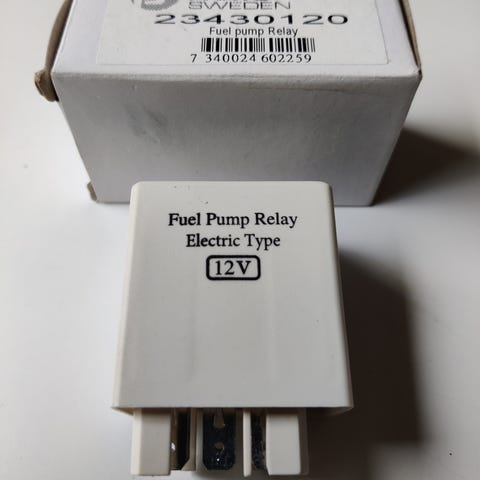 SWEDEN
23430120
Fuel pump Relay
7 340024 602259
Fuel Pump Relay
Electric Type
12V